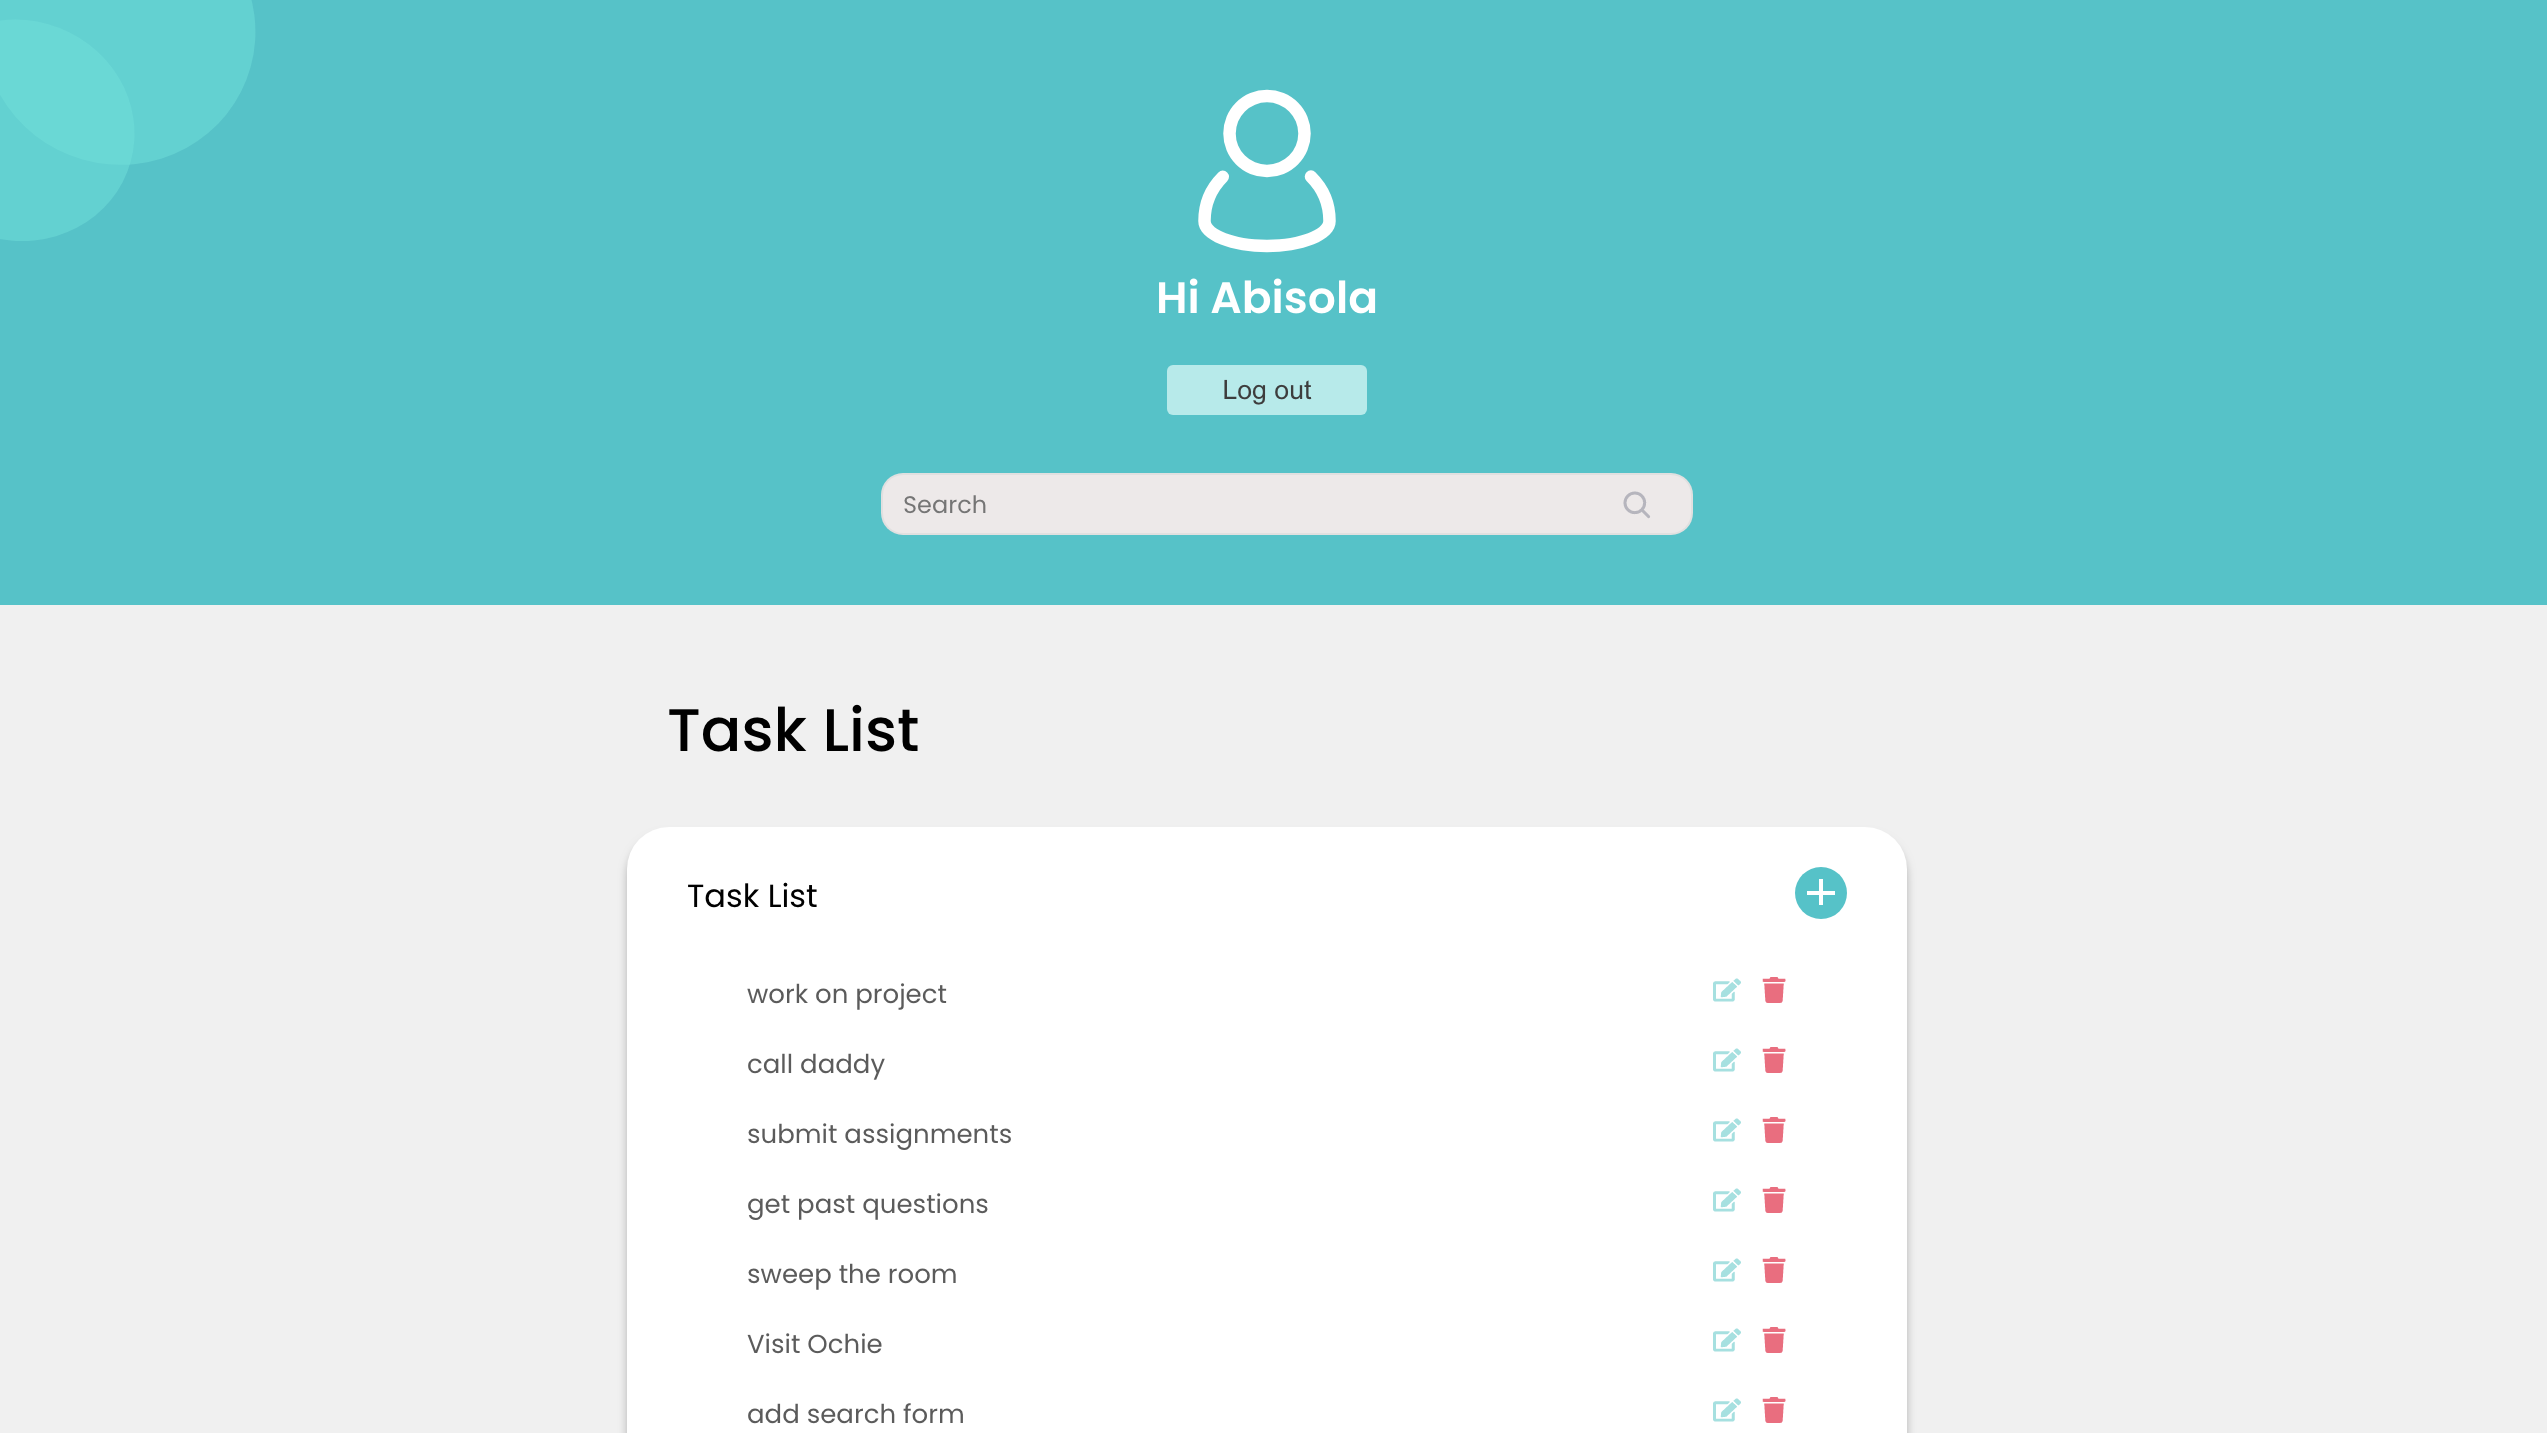 Hi Abisola
Log out
Search
Task List
Task List
work on project
call daddy
submit assignments
get past questions
sweep the room
Visit Ochie
add search form